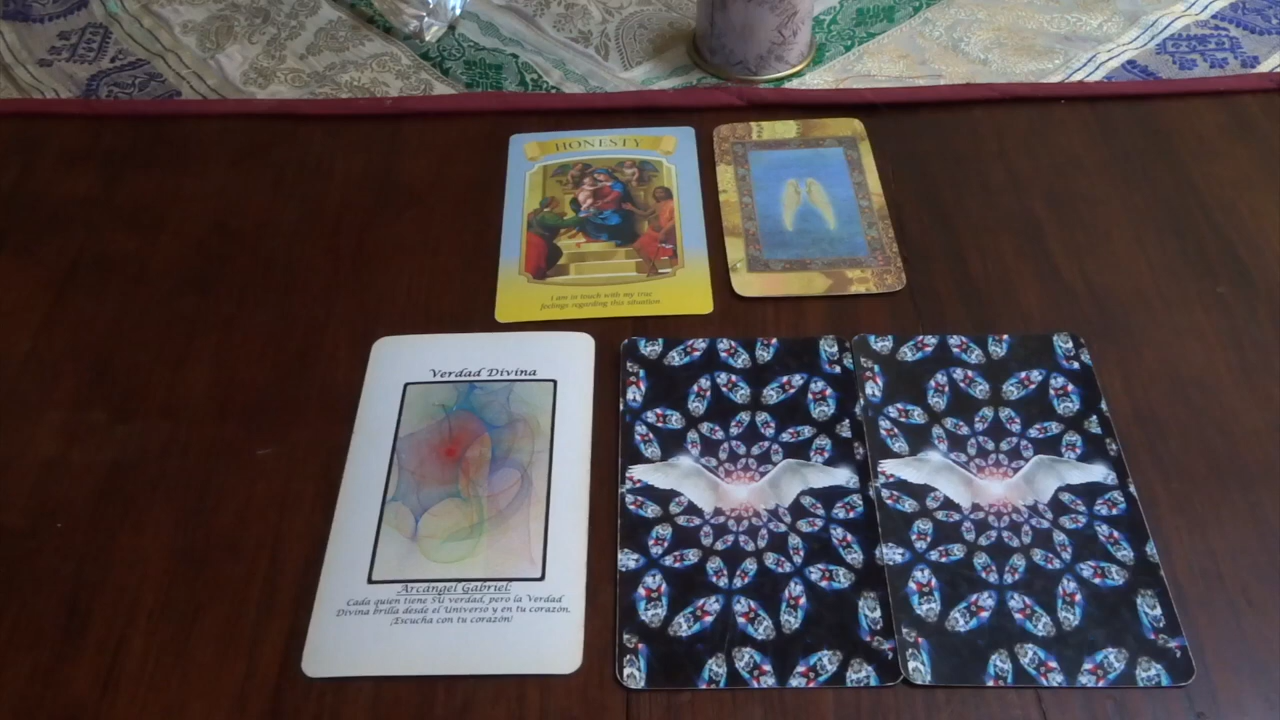 HONESTY
I am in touch with my true
feelings regarding this situation
Verdad Divina
Arcángel Gabriel:
Cada quien tiene SU verdad, pero la Verdad
Divina brilla desde el Universo y en tu corazón.
¡Escucha con tu corazón!